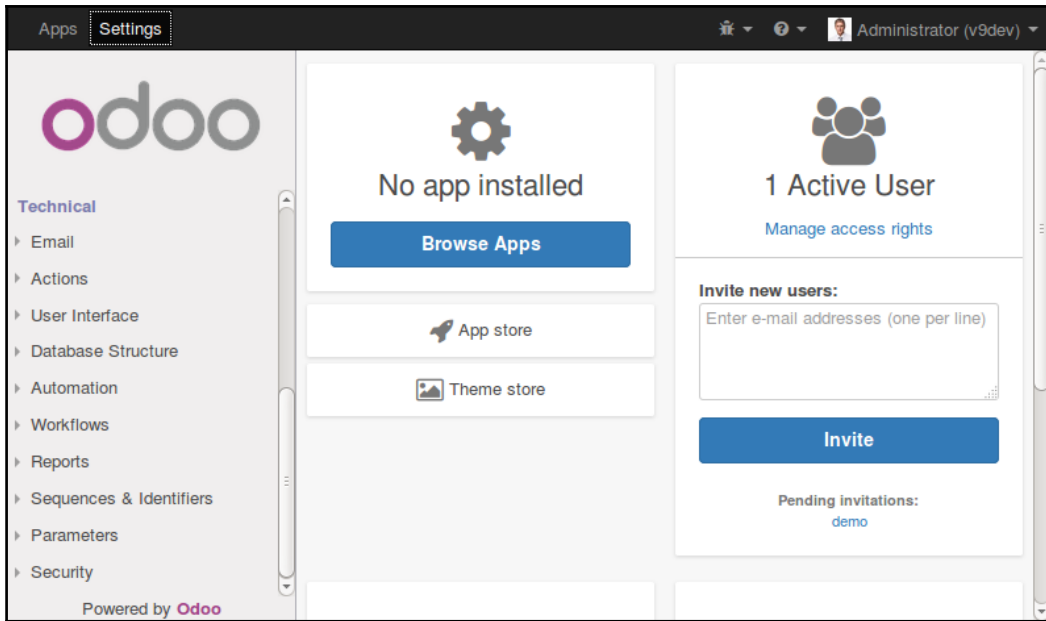 Apps Settings Administrator (v9dev)
odoo
Technical
Email
Actions
User Interface
Database Structure
Automation
Workflows
Reports
Sequences & Identifiers
Parameters
Security
Powered by Odoo
No app installed
Browse Apps
App store
Theme store
1 Active User
Manage access rights
Invite new users:
Enter e-mail addresses (one per line)
Invite
Pending invitations:
demo